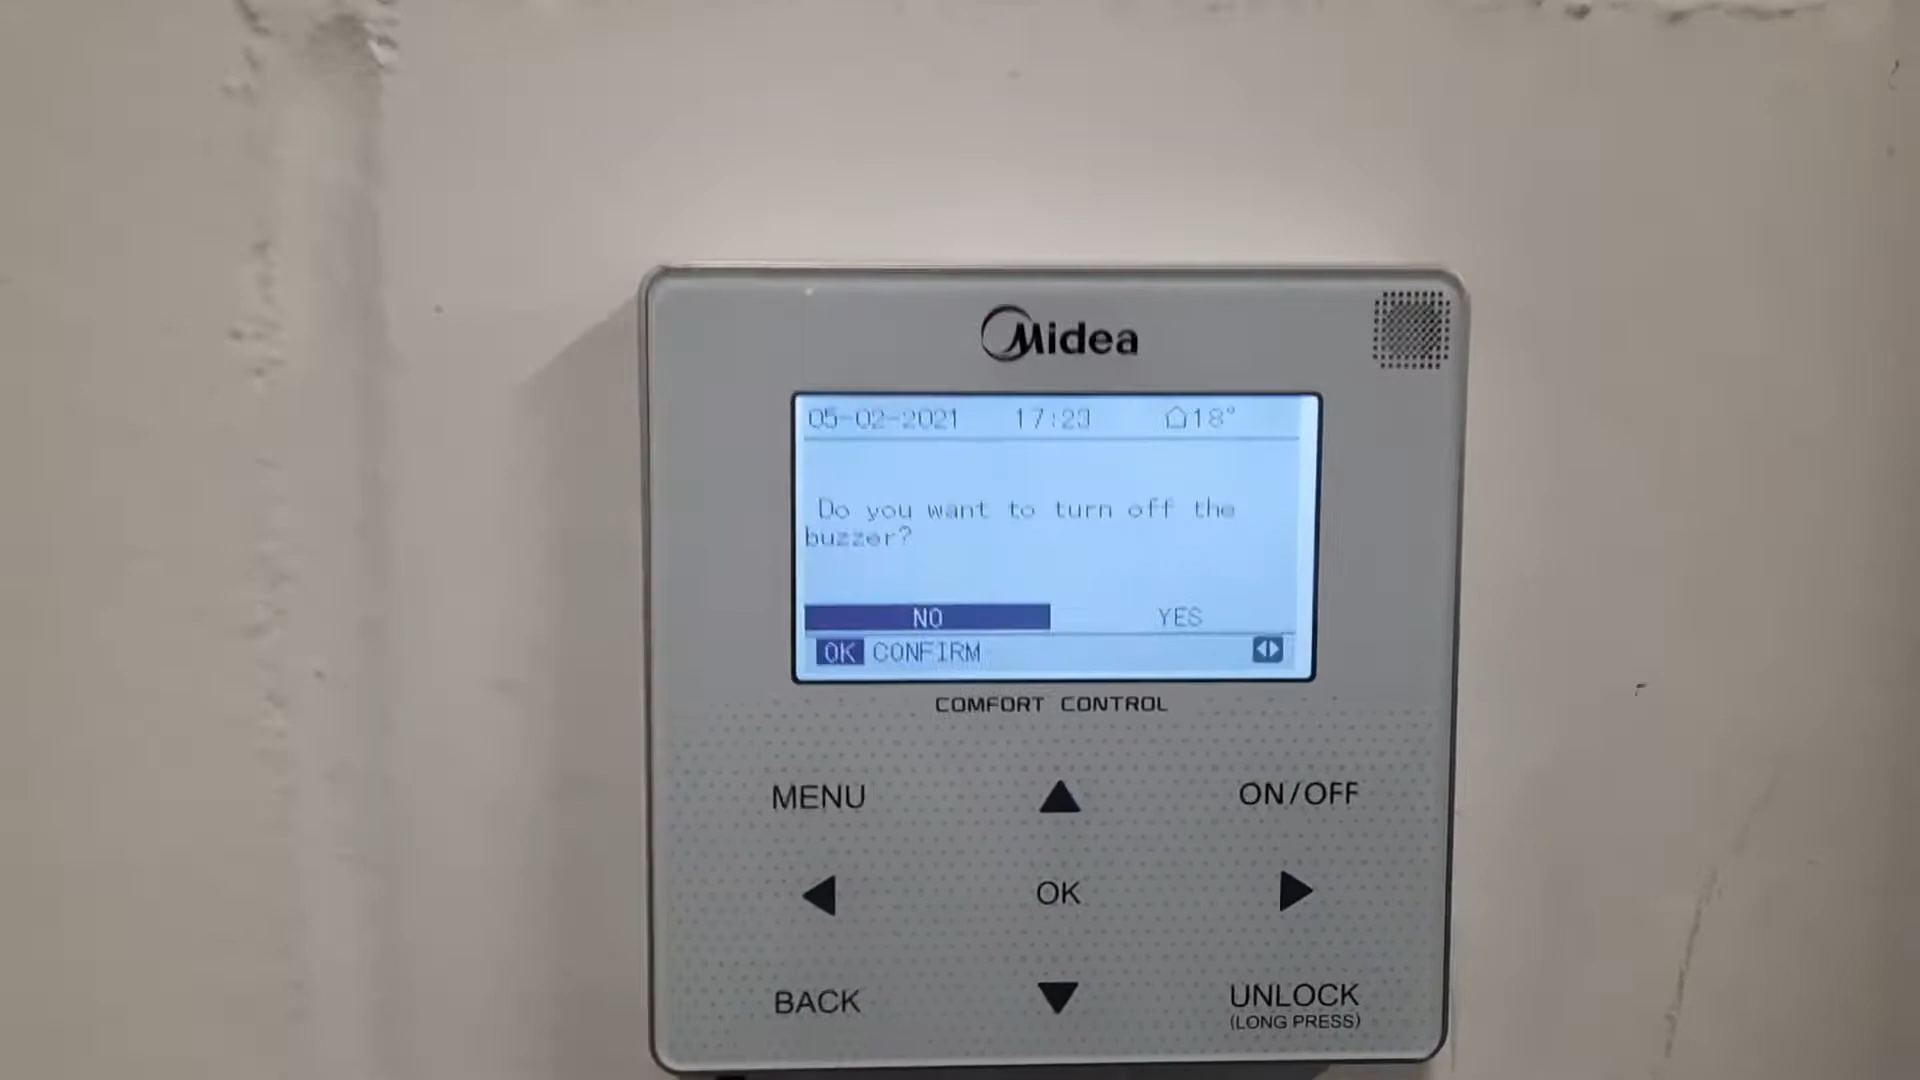 Midea
05-02-2021 17:23 18°
Do you want to turn off the
buzzer?
NO YES
OK CONFIRM
COMFORT CONTROL
MENU ON/OFF
OK
BACK UNLOCK
(LONG PRESS)